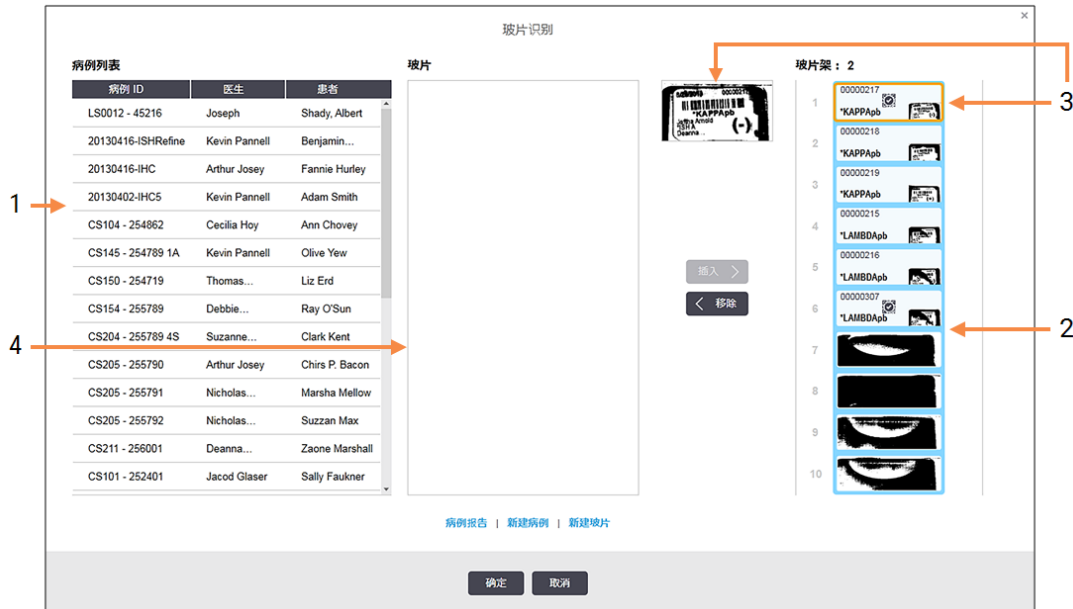 玻片识别
×
病例列表
病例 ID 医生 患者
LS0012 - 45216 Joseph Shady, Albert
20130416-ISHRefine Kevin Pannell Benjamin...
20130416-IHC Arthur Josey Fannie Hurley
20130402-IHC5 Kevin Pannell Adam Smith
CS104 - 254862 Cecilia Hoy Ann Chovey
CS145 - 254789 1A Kevin Pannell Olive Yew
CS150 - 254719 Thomas... Liz Erd
CS154 - 255789 Debbie... Ray O'Sun
CS204 - 255789 4S Suzanne... Clark Kent
CS205 - 255790 Arthur Josey Chirs P. Bacon
CS205 - 255791 Nicholas... Marsha Mellow
CS205 - 255792 Nicholas... Suzzan Max
CS211 - 256001 Deanna... Zaone Marshall
CS101 - 252401 Jacod Glaser Sally Faukner
1
4
玻片
*KAPPApb
Arnold
Deanna...
(-)
插入
移除
玻片架： 2
1 00000217
*KAPPApb
2 00000218
*KAPPApb
3 00000219
*KAPPApb
4 00000215
*LAMBDApb
5 00000216
*LAMBDApb
6 00000307
*LAMBDApb
7
8
9
10
3
2
病例报告 | 新建病例 | 新建玻片
确定 取消